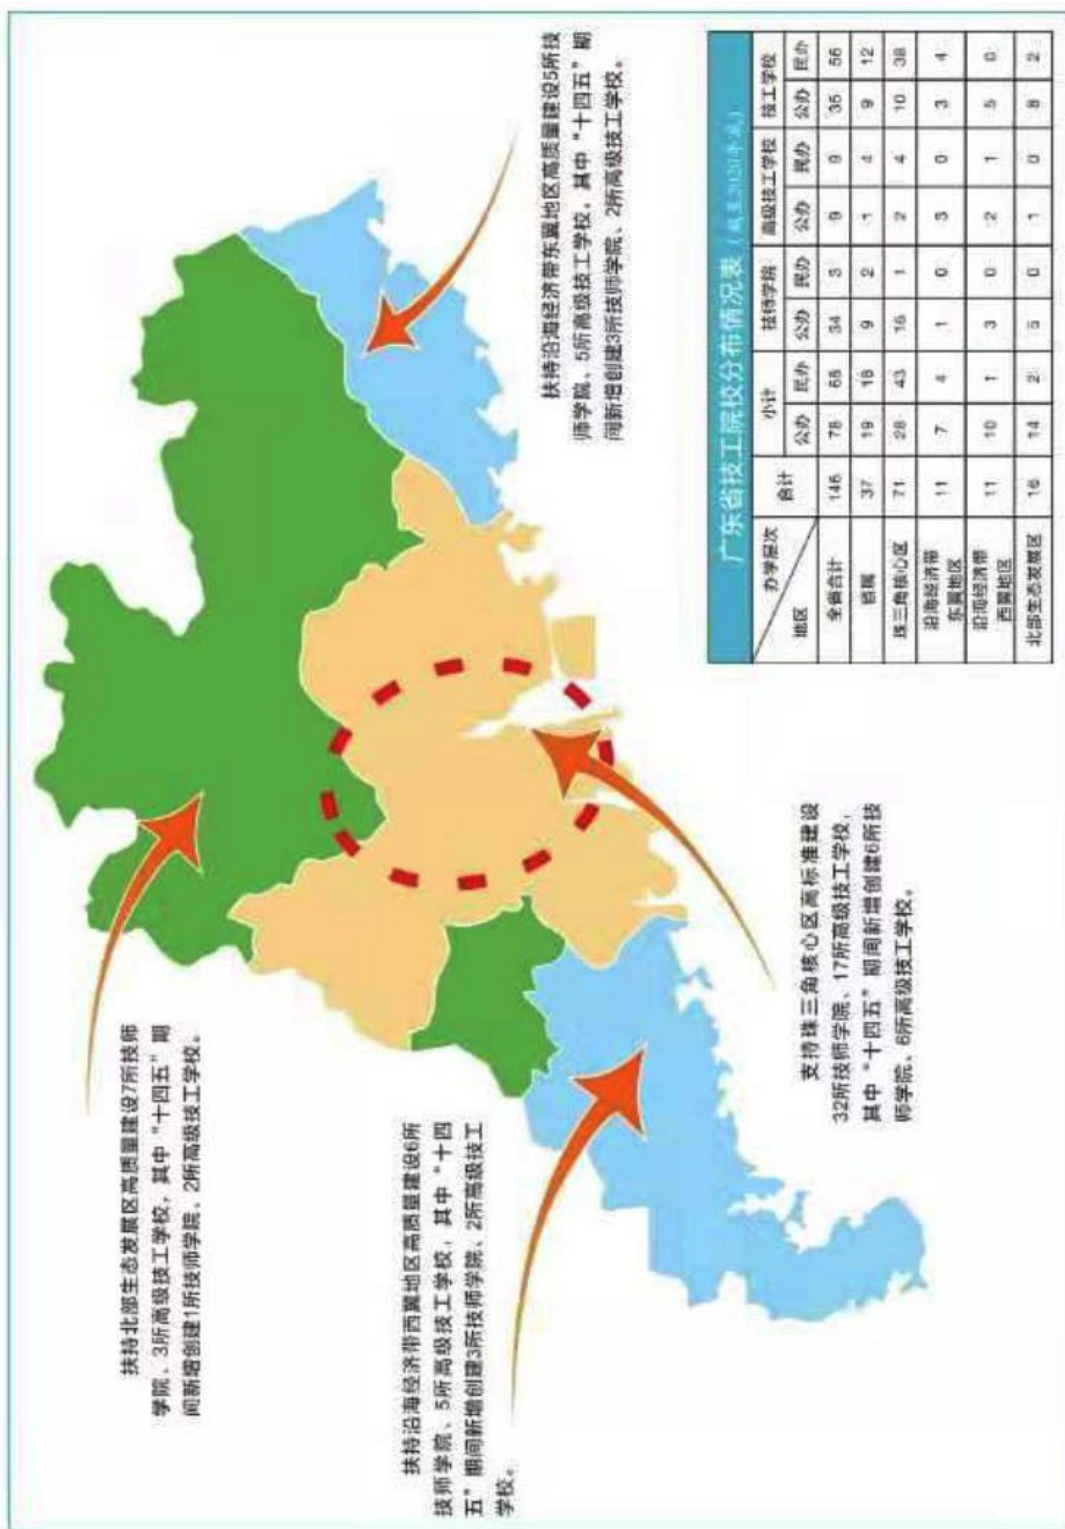 扶持北部生态发展区高质量建设7所技师
学院、3所高级技工学校，其中“十四五”期
间新增创建1所技师学院、2所高级技工学校。
扶持沿海经济带东翼地区高质量建设5所技
师学院、5所高级技工学校，其中“十四五”期
间新增创建3所技师学院、2所高级技工学校。
扶持沿海经济带西翼地区高质量建设6所
技师学院、5所高级技工学校，其中“十四
五”期间新增创建3所技师学院、2所高级技工
学校。
支持珠三角核心区高标准建设
32所技师学院、17所高级技工学校，
其中“十四五”期间新增创建6所技
师学院、6所高级技工学校。
广东省技工院校分布情况表（截至2020年底）
办学层次 合计 小计 技师学院 高级技工学校 技工学校
地区 公办 民办 公办 民办 公办 民办 公办 民办
全省合计 146 78 68 34 3 9 9 35 56
省属 37 19 18 9 2 1 4 9 12
珠三角核心区 71 28 43 16 1 2 4 10 38
沿海经济带
东翼地区 11 7 4 1 0 3 0 3 4
沿海经济带
西翼地区 11 10 1 3 0 2 1 5 0
北部生态发展区 16 14 2 5 0 1 0 8 2